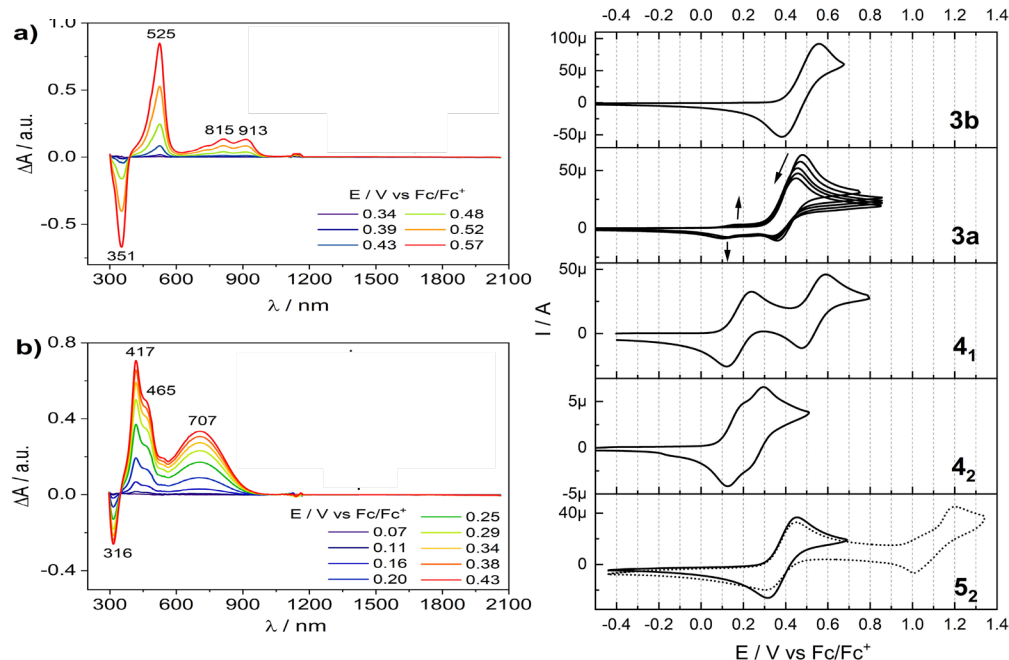 a)
1.0
0.5
0.0
-0.5
ΔA / a.u.
525
815 913
351
E / V vs Fc/Fc+
0.34 0.48
0.39 0.52
0.43 0.57
300 600 900 1200 1500 1800 2100
λ / nm
b)
0.8
0.4
0.0
-0.4
ΔA / a.u.
417
465
707
316
E / V vs Fc/Fc+
0.07 0.25
0.11 0.29
0.16 0.34
0.20 0.38
0.43
300 600 900 1200 1500 1800 2100
λ / nm
-0.4 -0.2 0.0 0.2 0.4 0.6 0.8 1.0 1.2 1.4
100µ
50µ
0
-50µ
3b
50µ
0
3a
50µ
0
4₁
I / A
5µ
0
-5µ
4₂
40µ
0
5₂
-0.4 -0.2 0.0 0.2 0.4 0.6 0.8 1.0 1.2 1.4
E / V vs Fc/Fc+